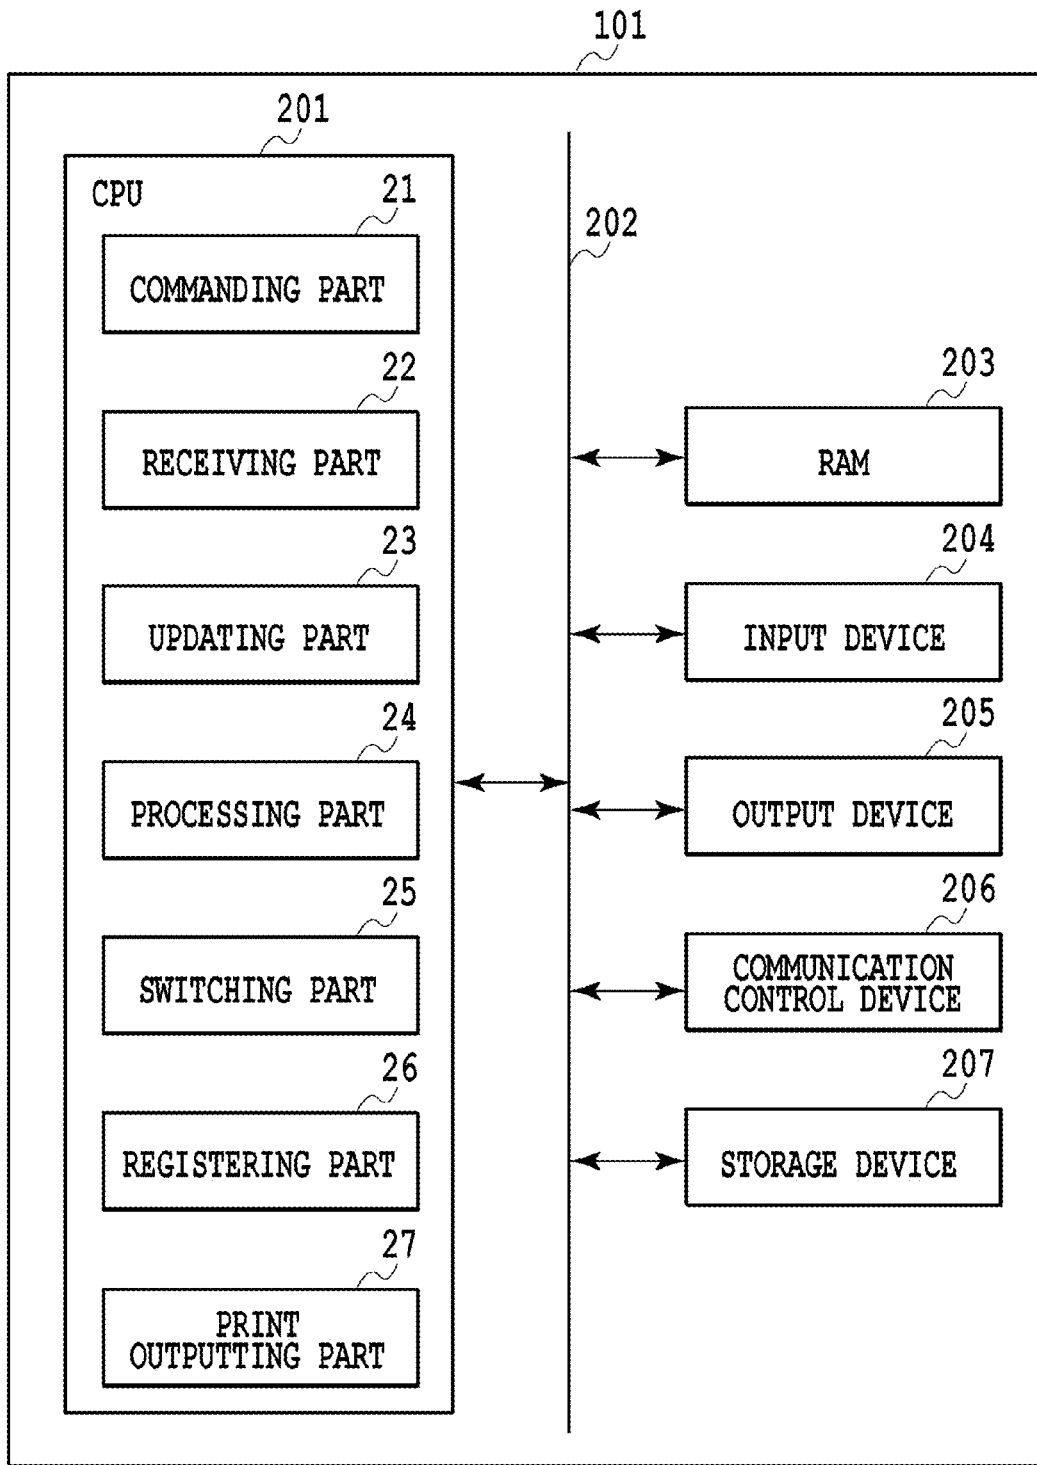 101
201
CPU
21
COMMANDING PART
22
RECEIVING PART
23
UPDATING PART
24
PROCESSING PART
25
SWITCHING PART
26
REGISTERING PART
27
PRINT
OUTPUTTING PART
202
203
RAM
204
INPUT DEVICE
205
OUTPUT DEVICE
206
COMMUNICATION
CONTROL DEVICE
207
STORAGE DEVICE